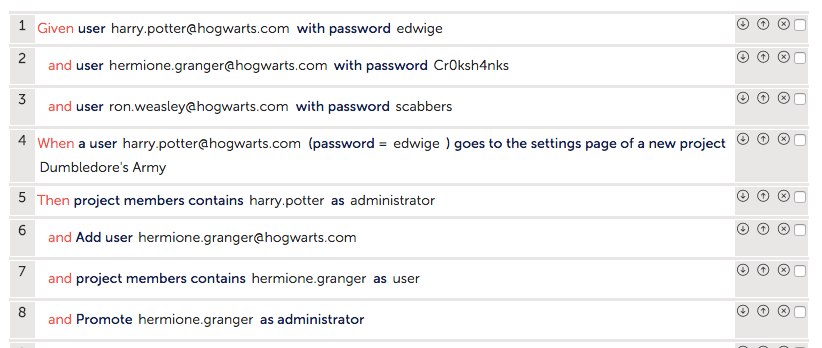 1 Given user harry.potter@hogwarts.com with password edwige
2 and user hermione.granger@hogwarts.com with password Cr0ksh4nks
3 and user ron.weasley@hogwarts.com with password scabbers
4 When a user harry.potter@hogwarts.com (password = edwige ) goes to the settings page of a new project
Dumbledore's Army
5 Then project members contains harry.potter as administrator
6 and Add user hermione.granger@hogwarts.com
7 and project members contains hermione.granger as user
8 and Promote hermione.granger as administrator